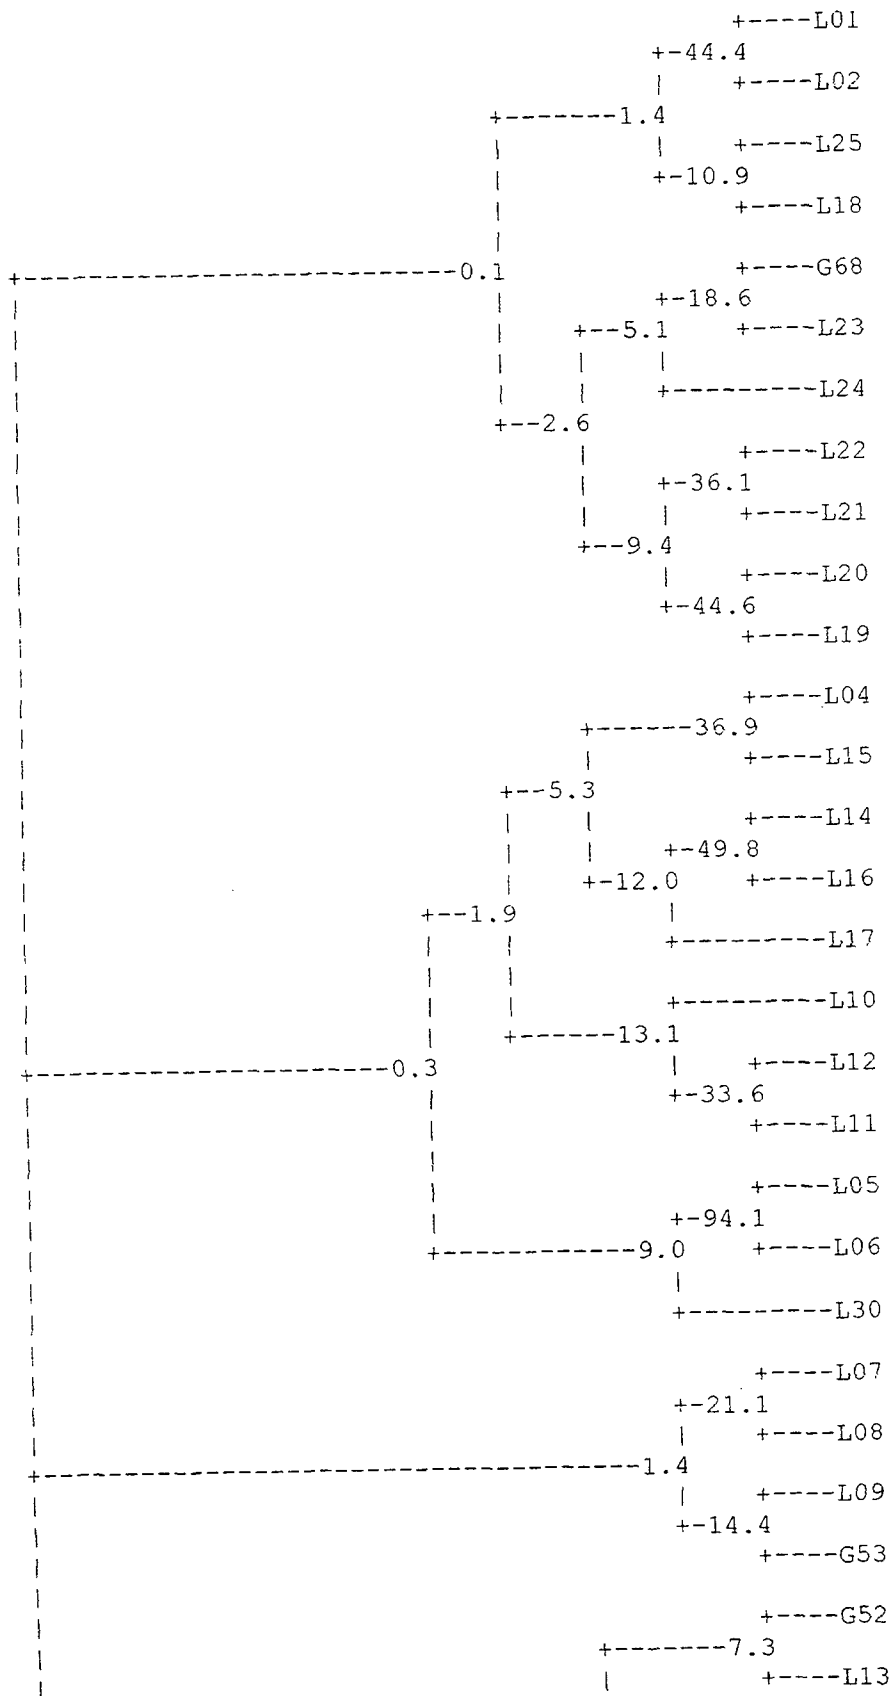 +----L01
+-44.4
| +----L02
+-------1.4
| | +----L25
| +-10.9
| +----L18
|
+---------------------------0.1 +----G68
| | +-18.6
| | +--5.1 +----L23
| | | |
| | | +---------L24
| +--2.6
| | +----L22
| | +-36.1
| | | +----L21
| +--9.4
| | +----L20
| +-44.6
| +----L19
|
| +----L04
| +------36.9
| | +----L15
| +--5.3
| | | +----L14
| | | +-49.8
| | +-12.0 +----L16
| +--1.9 |
| | | +---------L17
| | |
| | | +---------L10
| | +------13.1
+----------------------0.3 | +----L12
| | +-33.6
| | +----L11
| |
| | +----L05
| | +-94.1
| +------------9.0 +----L06
| |
| +---------L30
|
| +----L07
| +-21.1
| | +----L08
+-------------------------------------1.4
| | +----L09
| +-14.4
| +----G53
|
| +----G52
| +-------7.3
| | +----L13